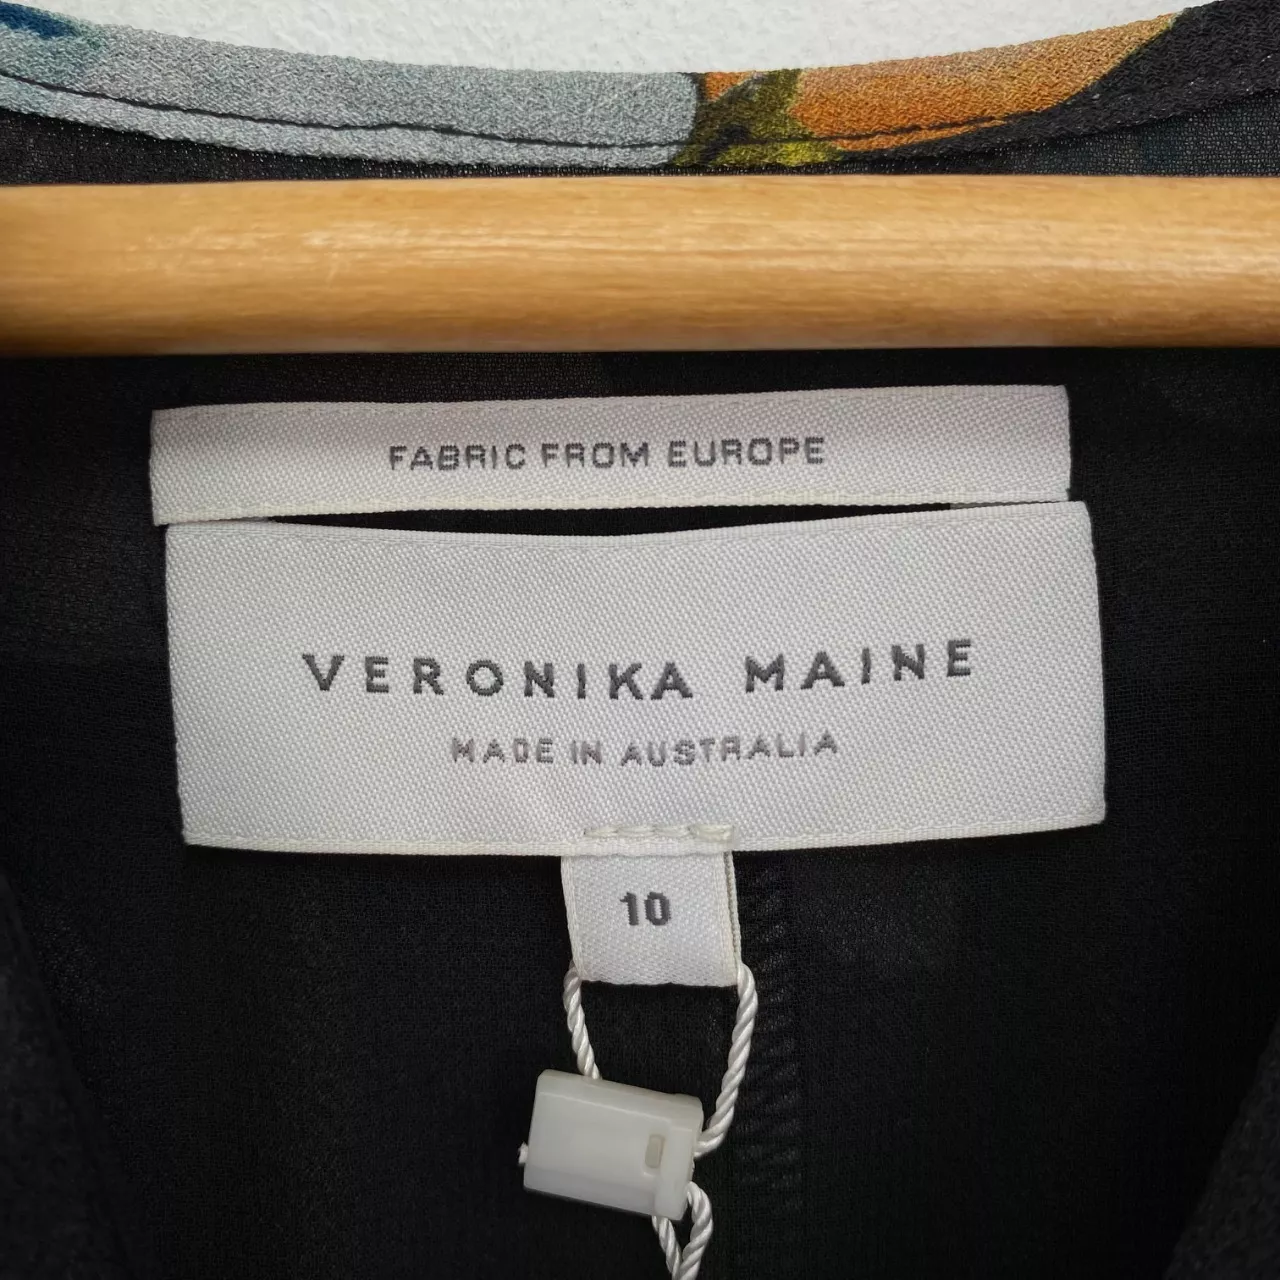 FABRIC FROM EUROPE
VERONIKA MAINE
MADE IN AUSTRALIA
10